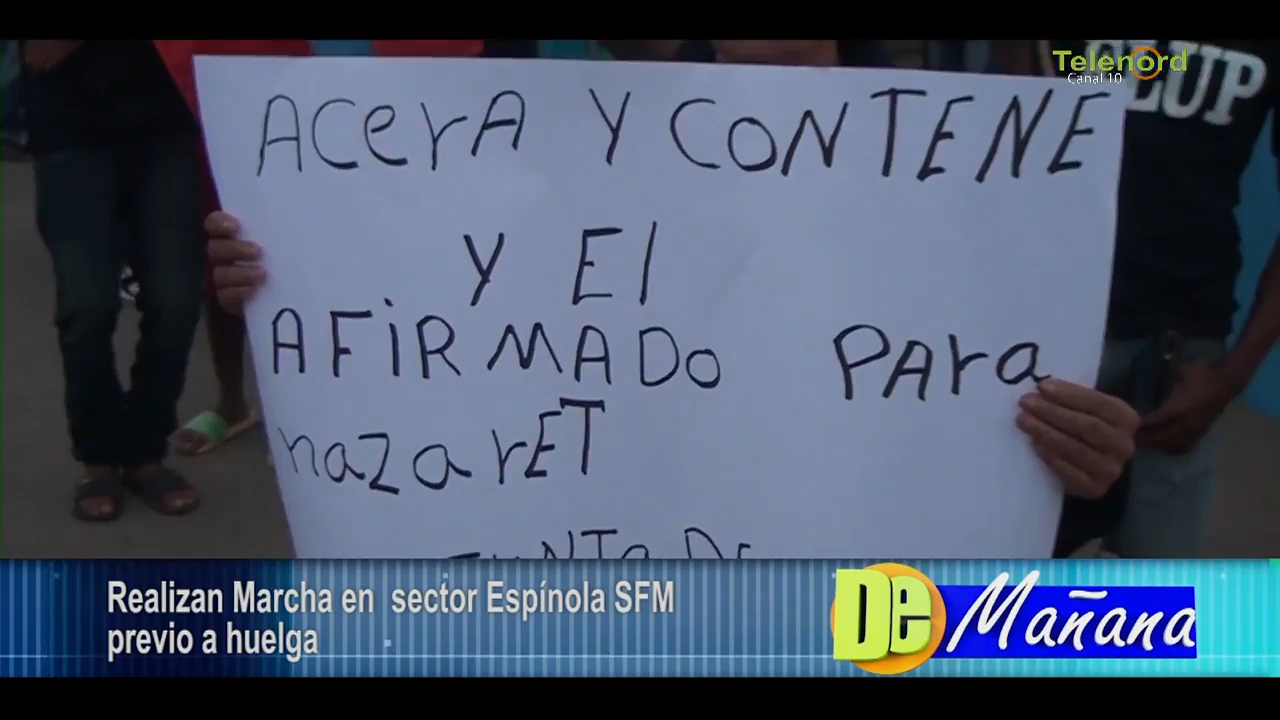 Telenord
Canal 10
LUP
ACerA Y CONTENE
Y El
AFiRMADo PAra
nazarET
Realizan Marcha en sector Espínola SFM
previo a huelga
De Mañana